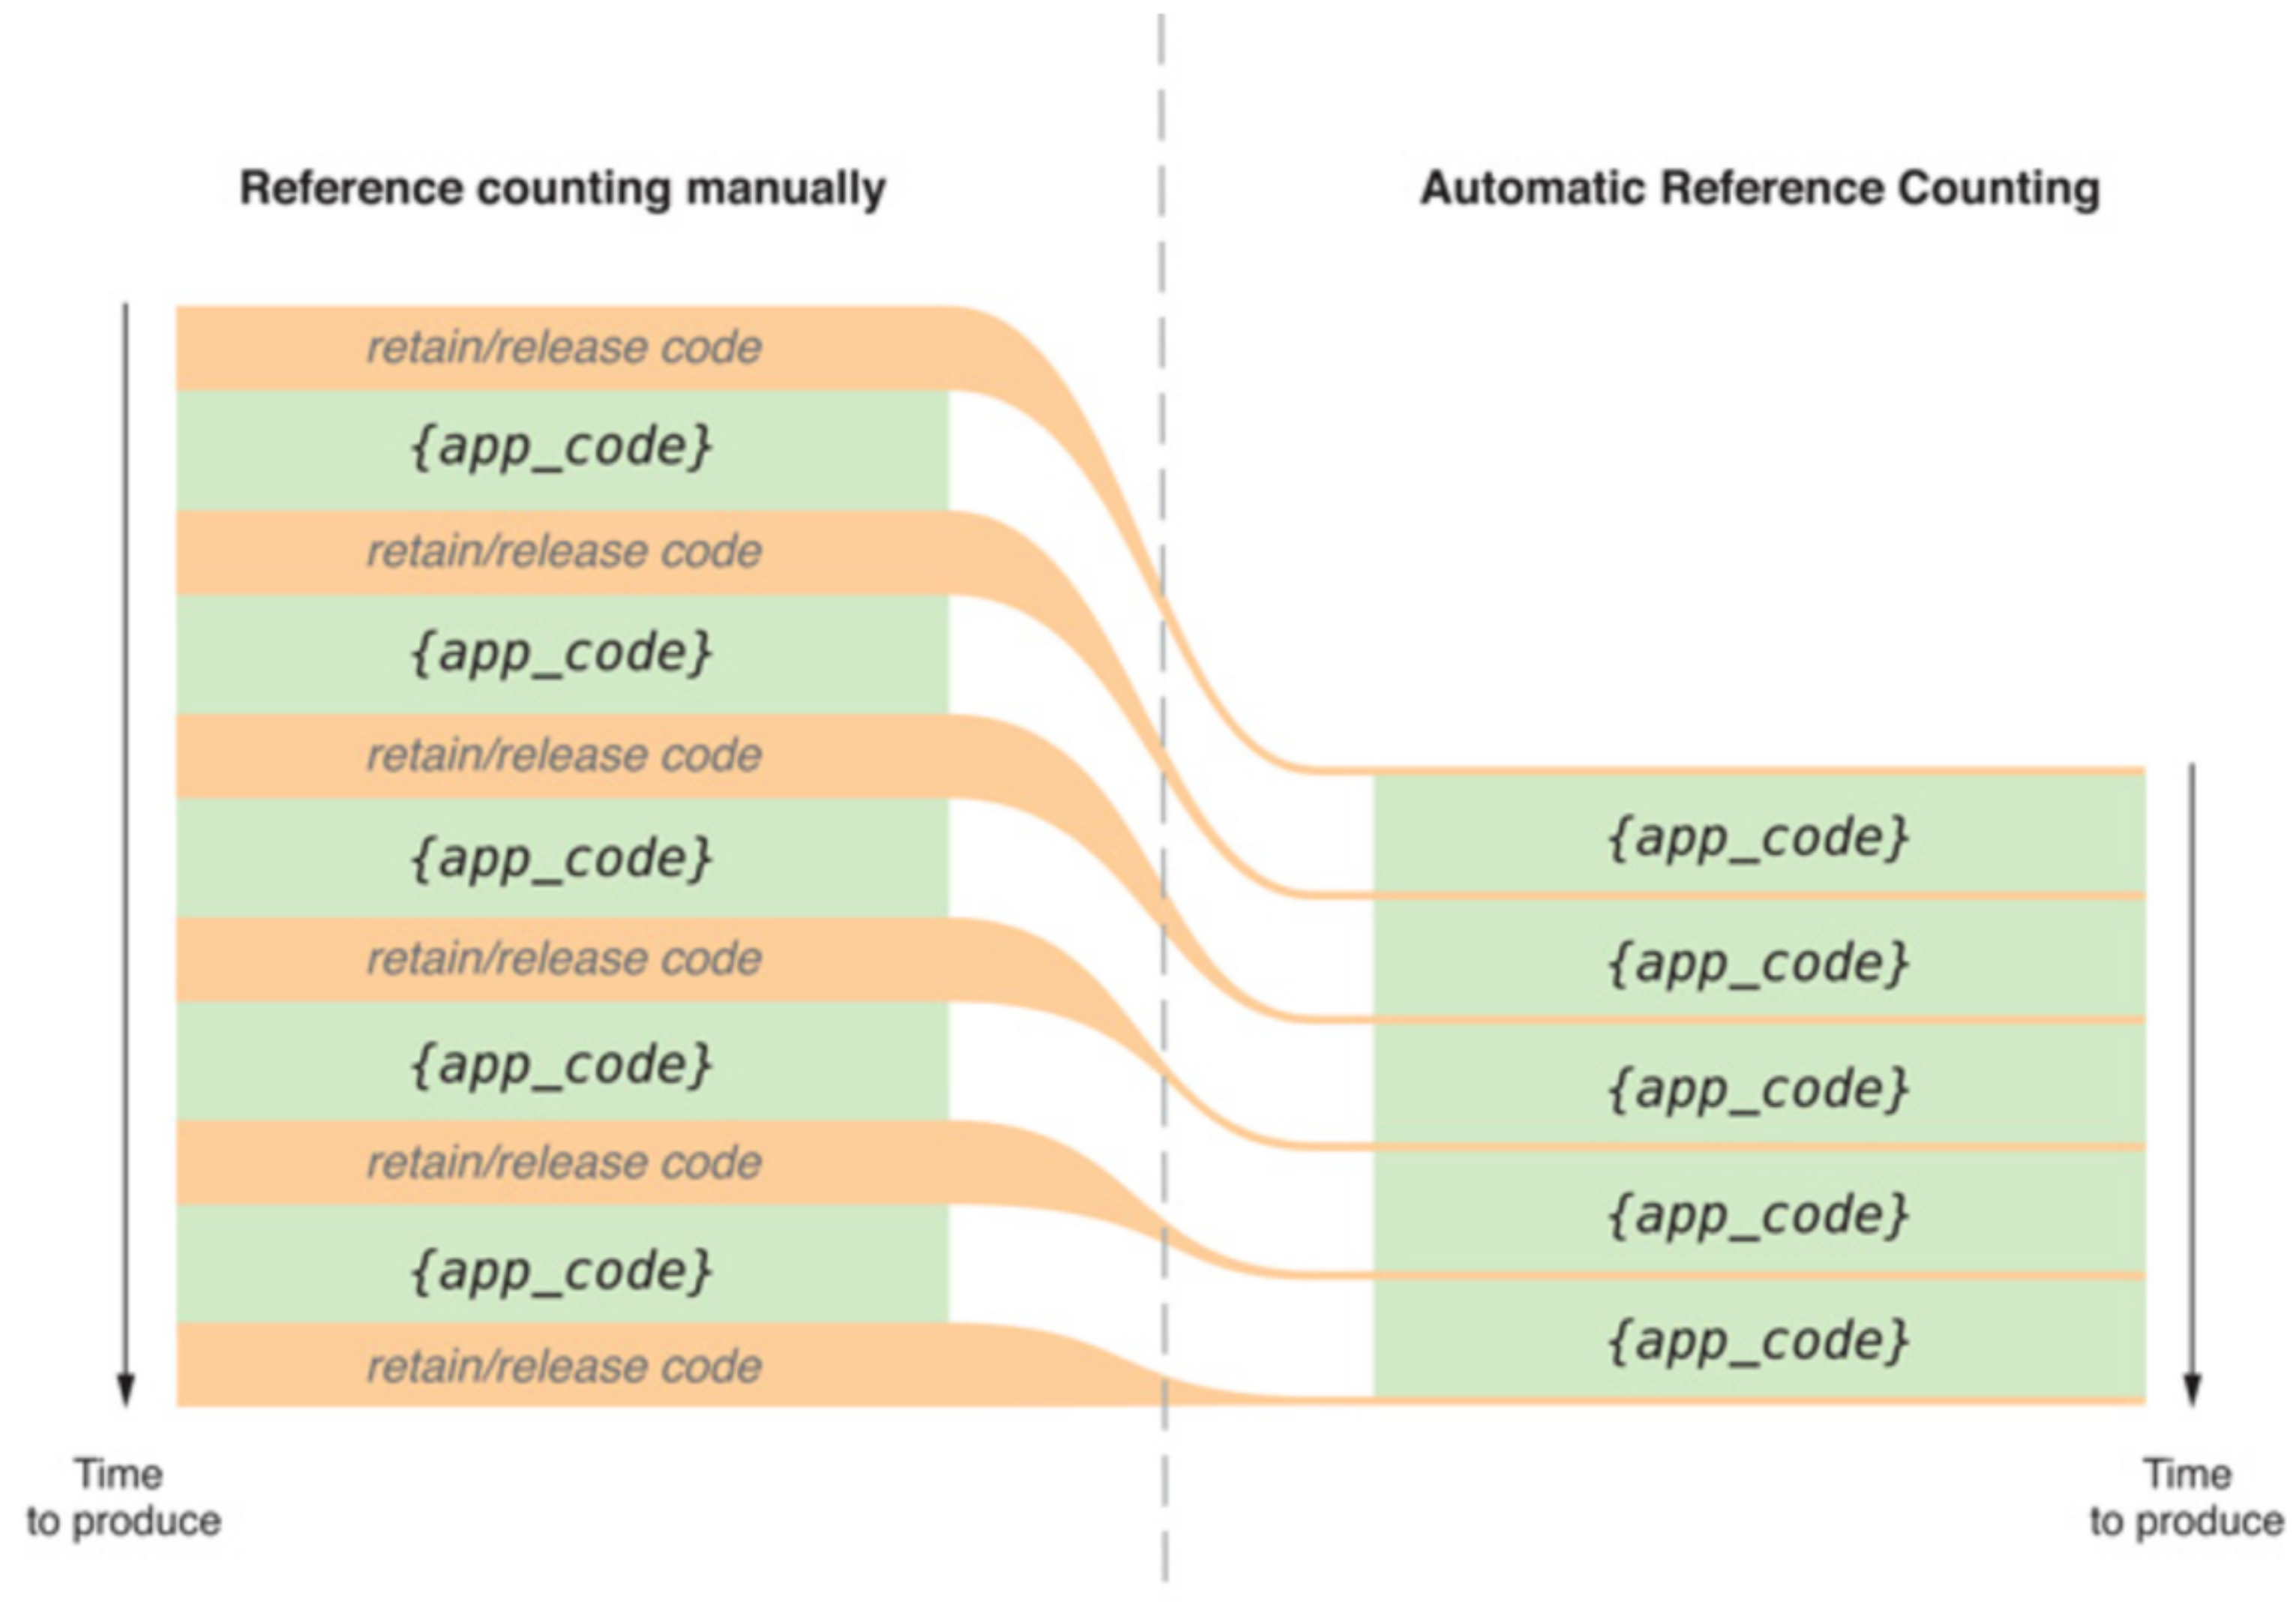 Reference counting manually
Automatic Reference Counting
retain/release code
{app_code}
retain/release code
{app_code}
retain/release code
{app_code}
retain/release code
{app_code}
retain/release code
{app_code}
retain/release code
{app_code}
{app_code}
{app_code}
{app_code}
{app_code}
Time
to produce
Time
to produce